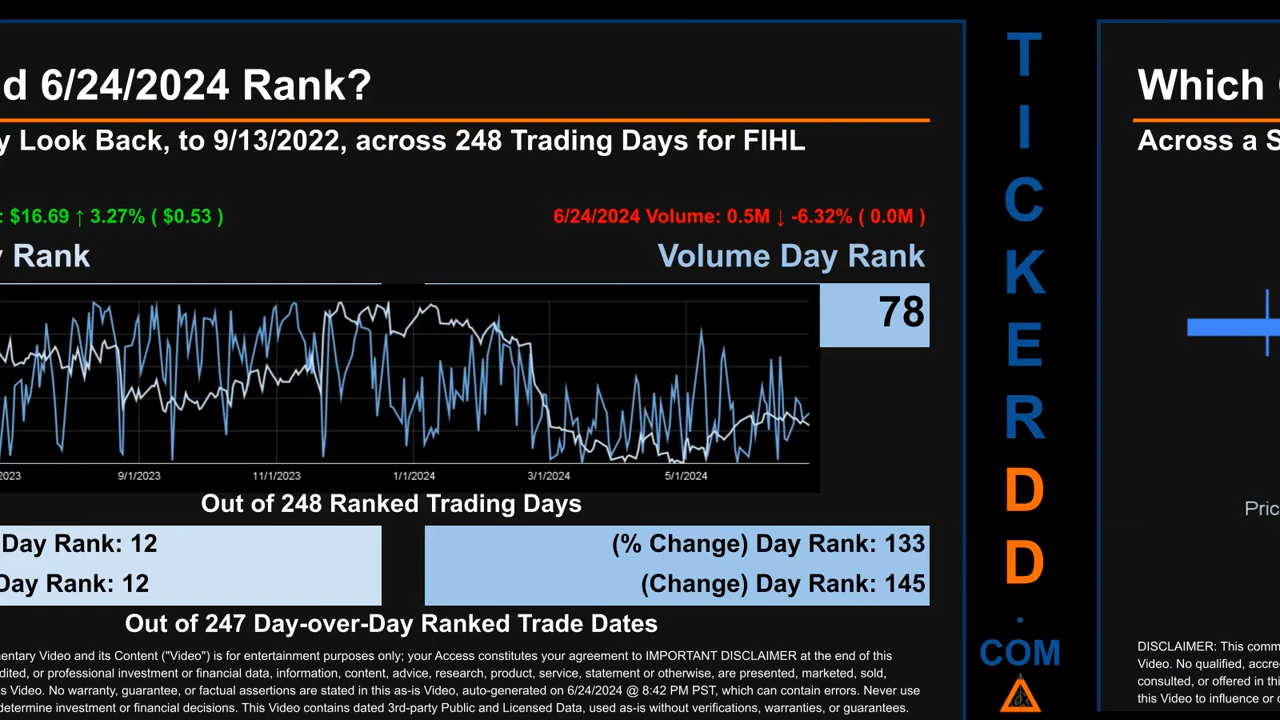 d 6/24/2024 Rank?
y Look Back, to 9/13/2022, across 248 Trading Days for FIHL
: $16.69 ↑ 3.27% ( $0.53 )
6/24/2024 Volume: 0.5M ↓ -6.32% ( 0.0M )
y Rank
Volume Day Rank
78
2023 9/1/2023 11/1/2023 1/1/2024 3/1/2024 5/1/2024
Out of 248 Ranked Trading Days
Day Rank: 12
(% Change) Day Rank: 133
Day Rank: 12
(Change) Day Rank: 145
Out of 247 Day-over-Day Ranked Trade Dates
mentary Video and its Content ("Video") is for entertainment purposes only; your Access constitutes your agreement to IMPORTANT DISCLAIMER at the end of this
dited, or professional investment or financial data, information, content, advice, research, product, service, statement or otherwise, are presented, marketed, sold,
s Video. No warranty, guarantee, or factual assertions are stated in this as-is Video, auto-generated on 6/24/2024 @ 8:42 PM PST, which can contain errors. Never use
determine investment or financial decisions. This Video contains dated 3rd-party Public and Licensed Data, used as-is without verifications, warranties, or guarantees.
TICKERDD
.
COM
Which
Across a S
Pric
DISCLAIMER: This comm
Video. No qualified, accre
consulted, or offered in thi
this Video to influence or